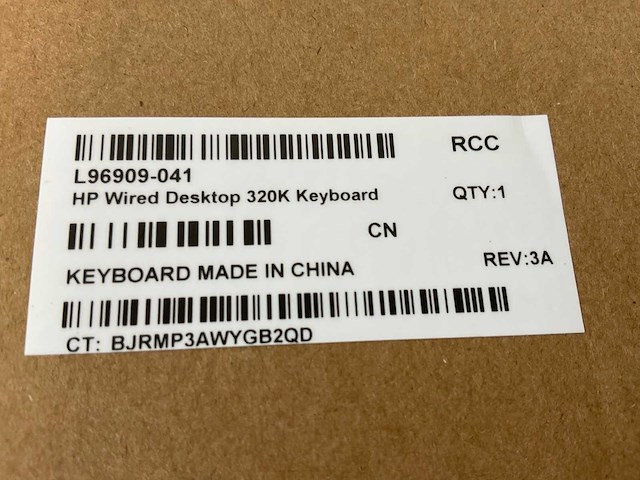 RCC
L96909-041
HP Wired Desktop 320K Keyboard
QTY:1
CN
REV:3A
KEYBOARD MADE IN CHINA
CT: BJRMP3AWYGB2QD